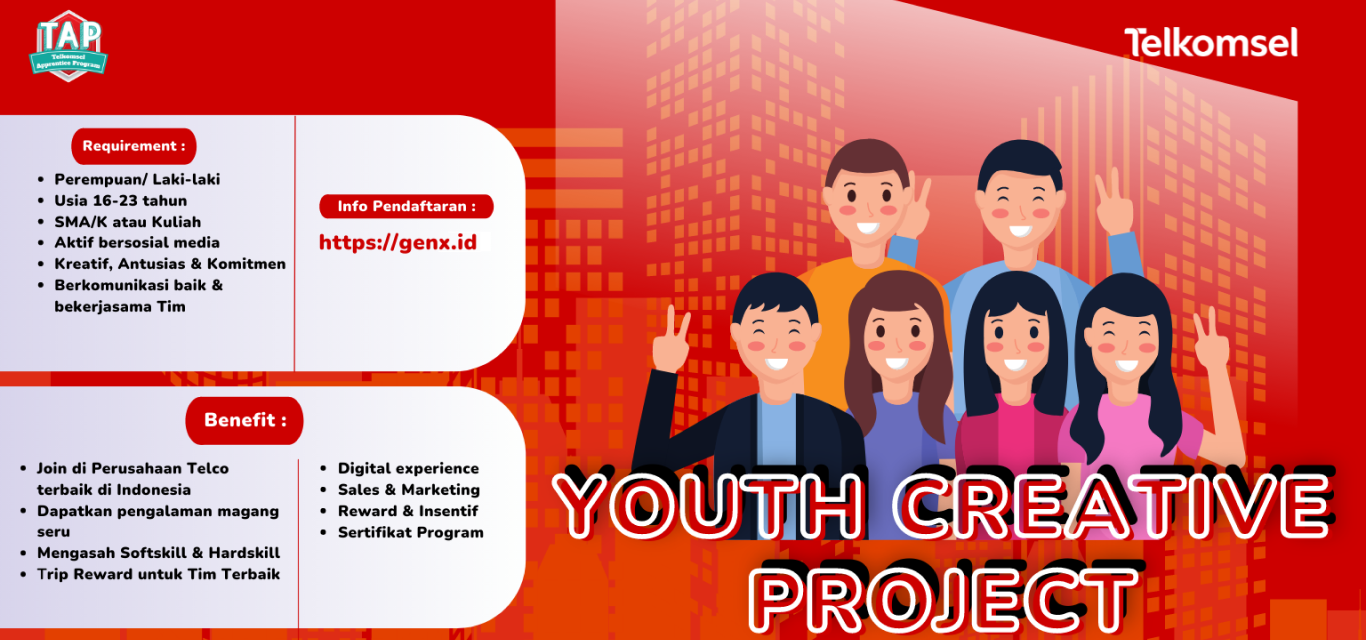 TAP
Telkomsel
Apprentice Program
Telkomsel
Requirement :
• Perempuan/ Laki-laki
• Usia 16-23 tahun
• SMA/K atau Kuliah
• Aktif bersosial media
• Kreatif, Antusias & Komitmen
• Berkomunikasi baik &
bekerjasama Tim
Info Pendaftaran :
https://genx.id
Benefit :
• Join di Perusahaan Telco
terbaik di Indonesia
• Dapatkan pengalaman magang
seru
• Mengasah Softskill & Hardskill
• Trip Reward untuk Tim Terbaik
• Digital experience
• Sales & Marketing
• Reward & Insentif
• Sertifikat Program
YOUTH CREATIVE
PROJECT